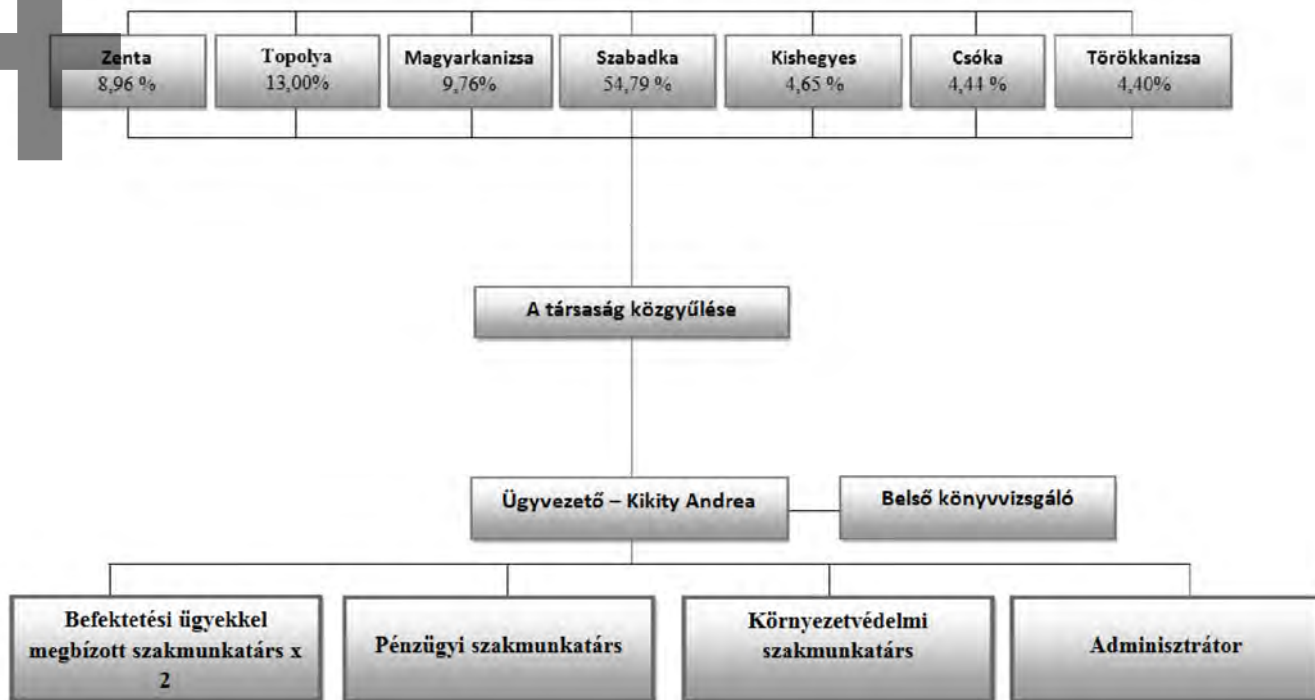 Zenta
8,96 %
Topolya
13,00%
Magyarkanizsa
9,76%
Szabadka
54,79 %
Kishegyes
4,65 %
Csóka
4,44 %
Törökkanizsa
4,40%
A társaság közgyűlése
Ügyvezető – Kikity Andrea
Belső könyvvizsgáló
Befektetési ügyekkel
megbízott szakmunkatárs x
2
Pénzügyi szakmunkatárs
Környezetvédelmi
szakmunkatárs
Adminisztrátor